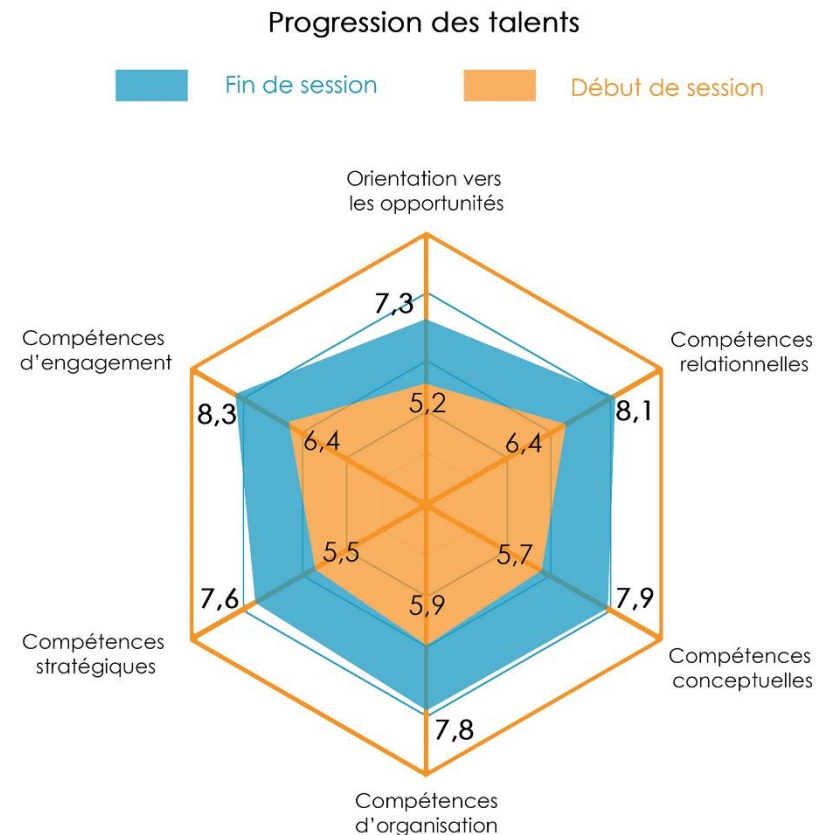 Progression des talents
Fin de session
Début de session
Orientation vers
les opportunités
7,3
Compétences
d'engagement
Compétences
relationnelles
5,2
8,3
8,1
6,4
6,4
5,5
5,7
7,6
5,9
7,9
Compétences
stratégiques
Compétences
conceptuelles
7,8
Compétences
d'organisation